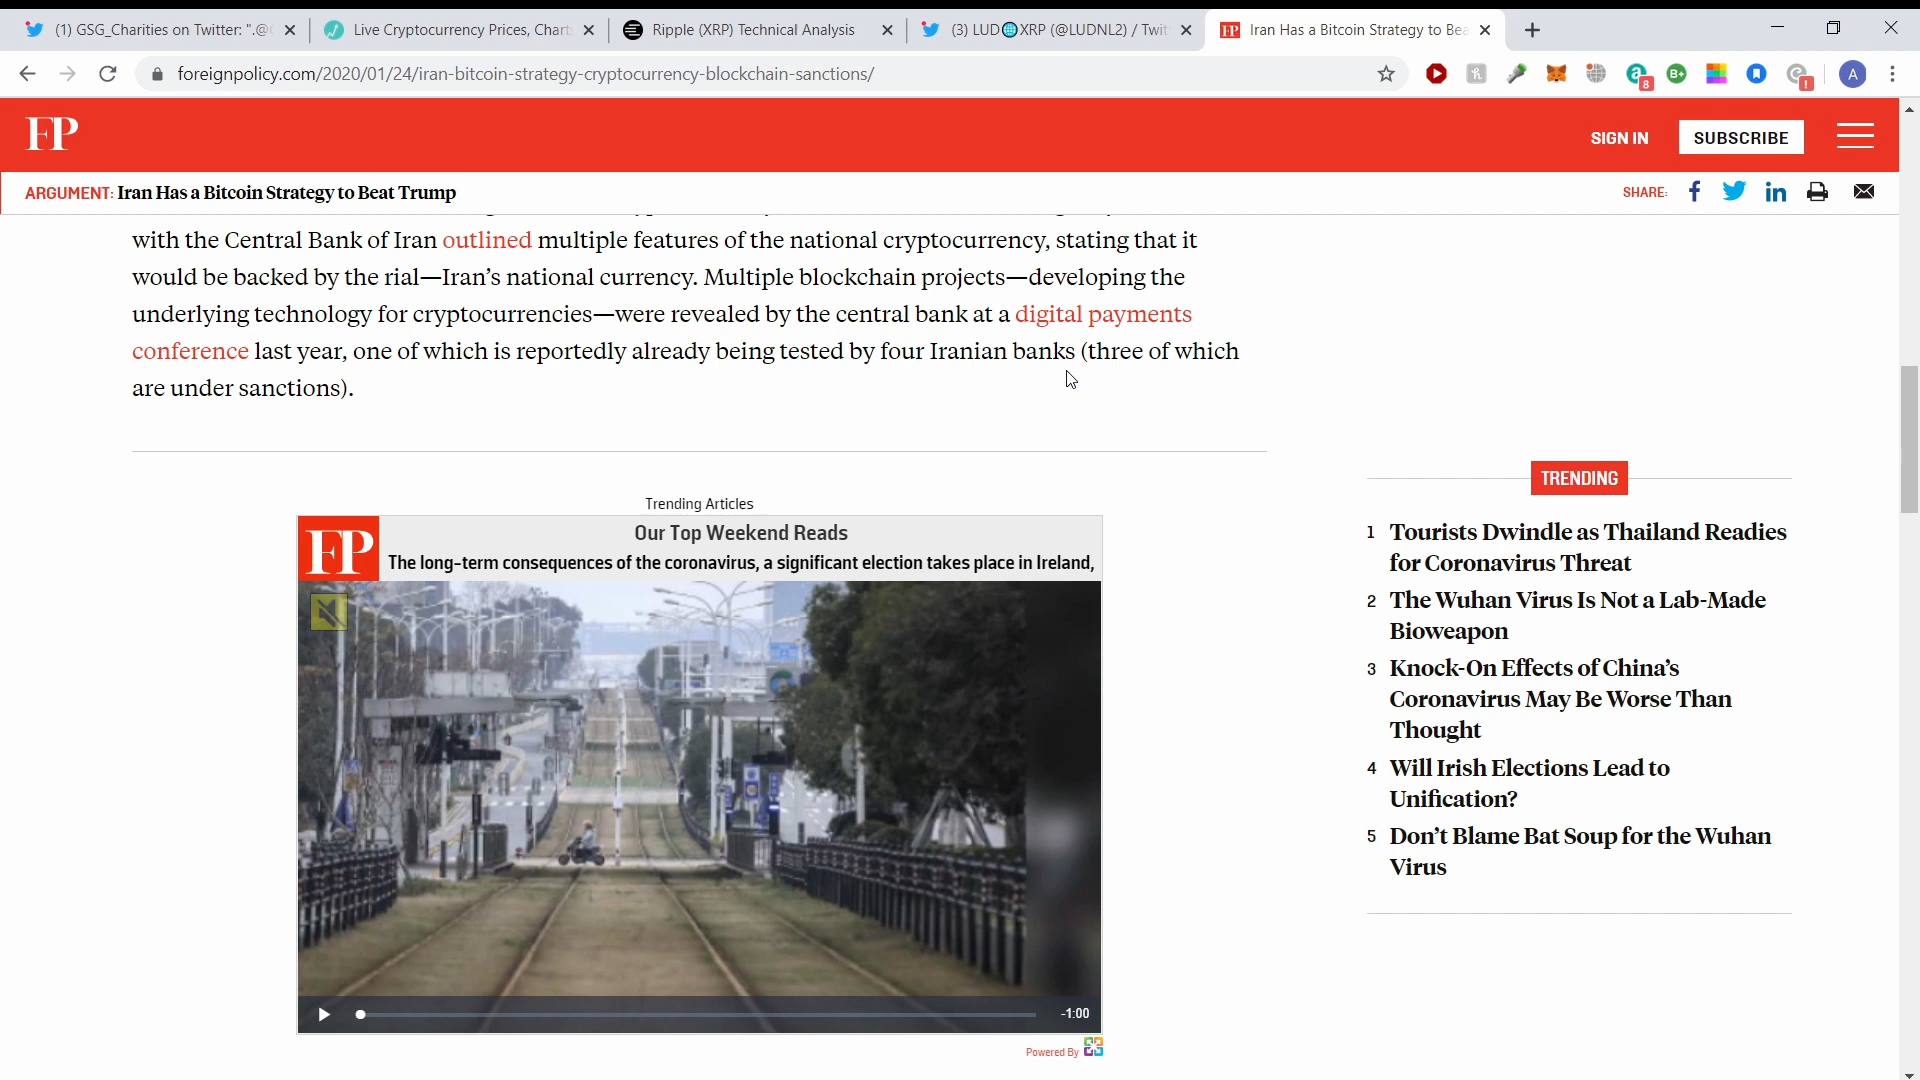 (1) GSG_Charities on Twitter: ".@
Live Cryptocurrency Prices, Chart
Ripple (XRP) Technical Analysis
(3) LUD🌐XRP (@LUDNL2) / Twit
Iran Has a Bitcoin Strategy to Bea
foreignpolicy.com/2020/01/24/iran-bitcoin-strategy-cryptocurrency-blockchain-sanctions/
8
B+
A
FP
SIGN IN
SUBSCRIBE
ARGUMENT: Iran Has a Bitcoin Strategy to Beat Trump
SHARE:
with the Central Bank of Iran outlined multiple features of the national cryptocurrency, stating that it
would be backed by the rial—Iran's national currency. Multiple blockchain projects—developing the
underlying technology for cryptocurrencies—were revealed by the central bank at a digital payments
conference last year, one of which is reportedly already being tested by four Iranian banks (three of which
are under sanctions).
Trending Articles
FP
Our Top Weekend Reads
The long-term consequences of the coronavirus, a significant election takes place in Ireland,
-1:00
Powered By
TRENDING
1 Tourists Dwindle as Thailand Readies
for Coronavirus Threat
2 The Wuhan Virus Is Not a Lab-Made
Bioweapon
3 Knock-On Effects of China's
Coronavirus May Be Worse Than
Thought
4 Will Irish Elections Lead to
Unification?
5 Don't Blame Bat Soup for the Wuhan
Virus